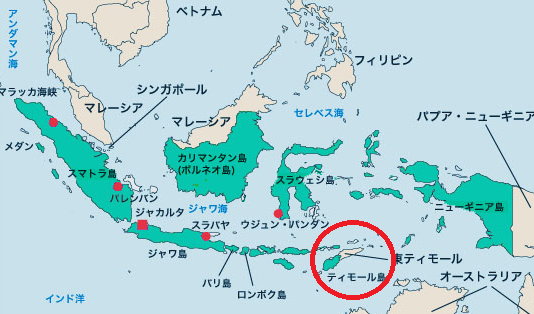 アンダマン海
ベトナム
フィリピン
シンガポール
マラッカ海峡
マレーシア
マレーシア
セレベス海
パプア・ニューギニア
メダン
カリマンタン島
(ボルネオ島)
スマトラ島
スラウェシ島
パレンバン
ジャワ海
ニューギニア島
ジャカルタ
スラバヤ
ウジュン・パンダン
ジャワ島
東ティモール
ティモール島
オーストラリア
バリ島
ロンボク島
インド洋